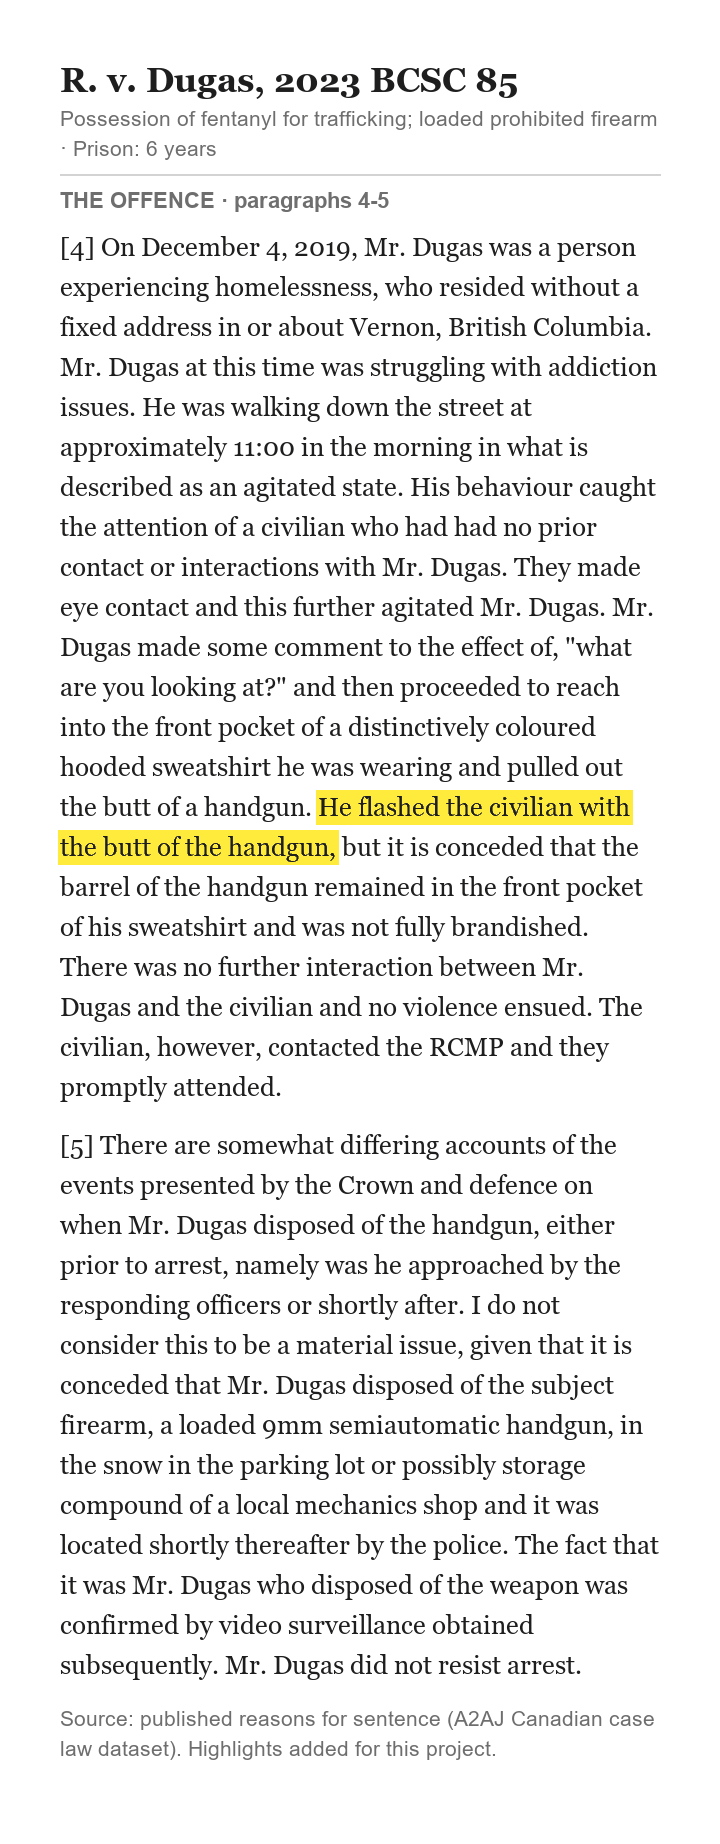 R. v. Dugas, 2023 BCSC 85
Possession of fentanyl for trafficking; loaded prohibited firearm
· Prison: 6 years
THE OFFENCE · paragraphs 4-5
[4] On December 4, 2019, Mr. Dugas was a person
experiencing homelessness, who resided without a
fixed address in or about Vernon, British Columbia.
Mr. Dugas at this time was struggling with addiction
issues. He was walking down the street at
approximately 11:00 in the morning in what is
described as an agitated state. His behaviour caught
the attention of a civilian who had had no prior
contact or interactions with Mr. Dugas. They made
eye contact and this further agitated Mr. Dugas. Mr.
Dugas made some comment to the effect of, "what
are you looking at?" and then proceeded to reach
into the front pocket of a distinctively coloured
hooded sweatshirt he was wearing and pulled out
the butt of a handgun. He flashed the civilian with
the butt of the handgun, but it is conceded that the
barrel of the handgun remained in the front pocket
of his sweatshirt and was not fully brandished.
There was no further interaction between Mr.
Dugas and the civilian and no violence ensued. The
civilian, however, contacted the RCMP and they
promptly attended.
[5] There are somewhat differing accounts of the
events presented by the Crown and defence on
when Mr. Dugas disposed of the handgun, either
prior to arrest, namely was he approached by the
responding officers or shortly after. I do not
consider this to be a material issue, given that it is
conceded that Mr. Dugas disposed of the subject
firearm, a loaded 9mm semiautomatic handgun, in
the snow in the parking lot or possibly storage
compound of a local mechanics shop and it was
located shortly thereafter by the police. The fact that
it was Mr. Dugas who disposed of the weapon was
confirmed by video surveillance obtained
subsequently. Mr. Dugas did not resist arrest.
Source: published reasons for sentence (A2AJ Canadian case
law dataset). Highlights added for this project.